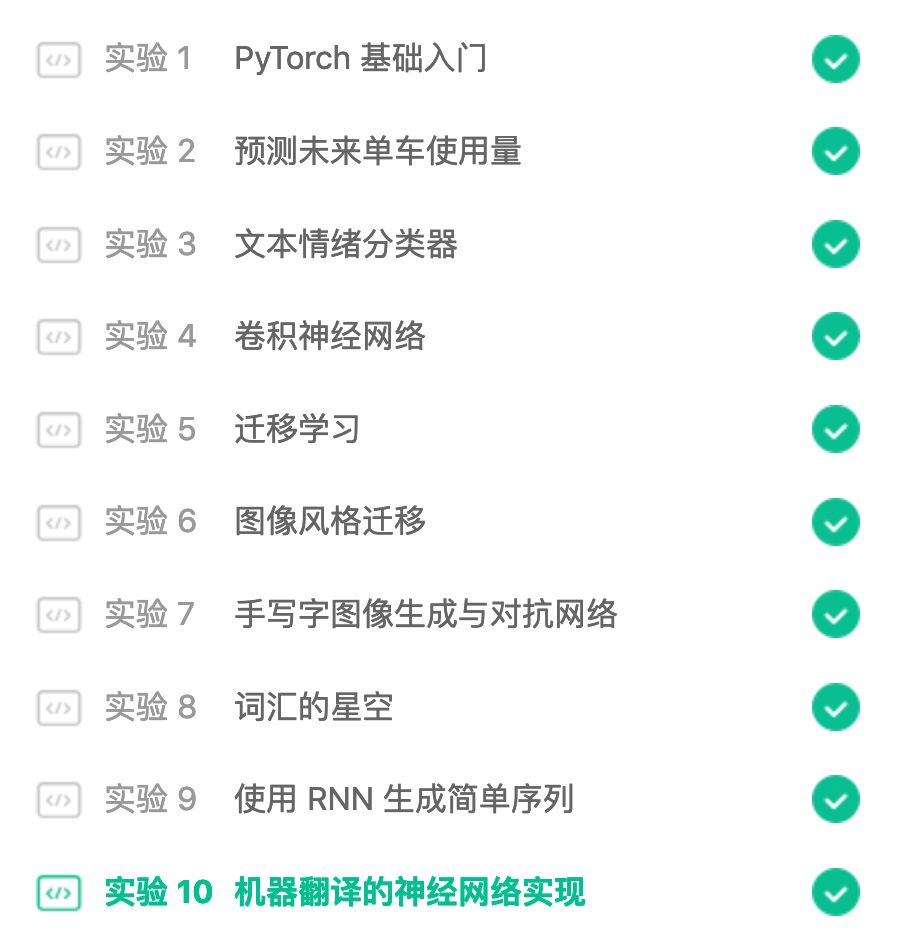 实验 1 PyTorch 基础入门
实验 2 预测未来单车使用量
实验 3 文本情绪分类器
实验 4 卷积神经网络
实验 5 迁移学习
实验 6 图像风格迁移
实验 7 手写字图像生成与对抗网络
实验 8 词汇的星空
实验 9 使用 RNN 生成简单序列
实验 10 机器翻译的神经网络实现